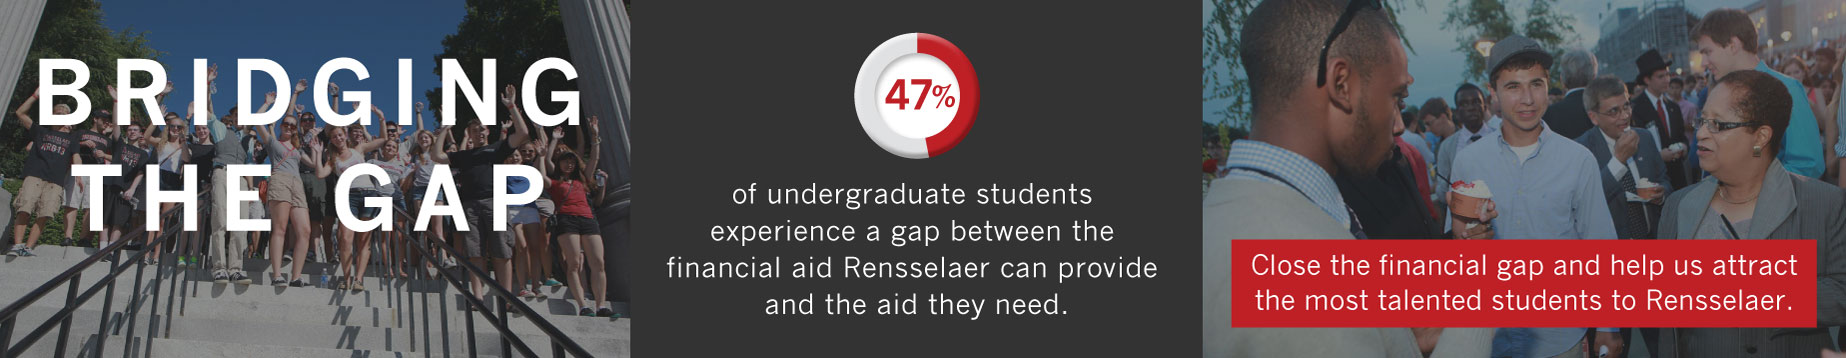 BRIDGING
THE GAP
47%
of undergraduate students
experience a gap between the
financial aid Rensselaer can provide
and the aid they need.
Close the financial gap and help us attract
the most talented students to Rensselaer.